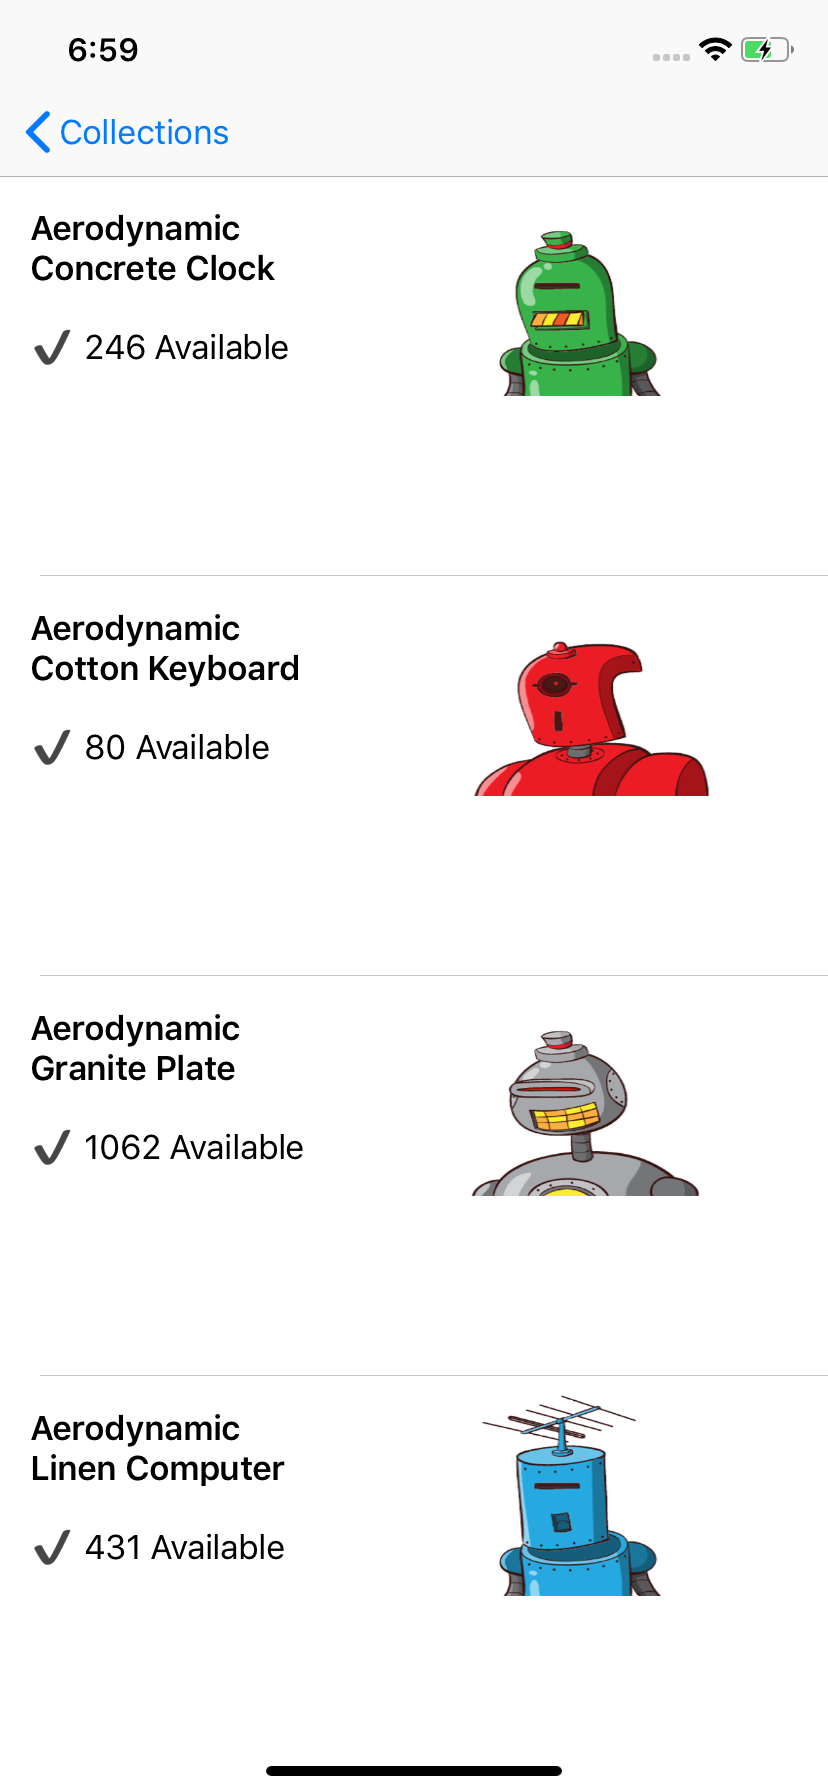 6:59
Collections
Aerodynamic
Concrete Clock
✔ 246 Available
Aerodynamic
Cotton Keyboard
✔ 80 Available
Aerodynamic
Granite Plate
✔ 1062 Available
Aerodynamic
Linen Computer
✔ 431 Available